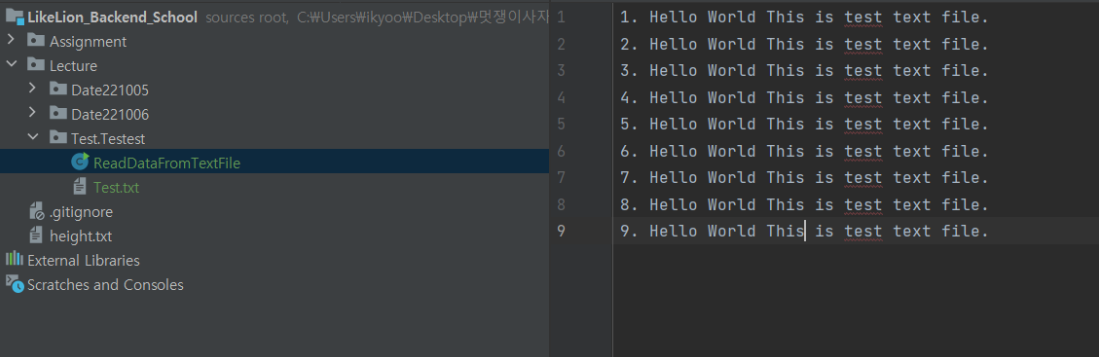 LikeLion_Backend_School sources root, C:₩Users₩ikyoo₩Desktop₩멋쟁이사자
Assignment
Lecture
Date221005
Date221006
Test.Testest
ReadDataFromTextFile
Test.txt
.gitignore
height.txt
External Libraries
Scratches and Consoles
1 1. Hello World This is test text file.
2 2. Hello World This is test text file.
3 3. Hello World This is test text file.
4 4. Hello World This is test text file.
5 5. Hello World This is test text file.
6 6. Hello World This is test text file.
7 7. Hello World This is test text file.
8 8. Hello World This is test text file.
9 9. Hello World This is test text file.